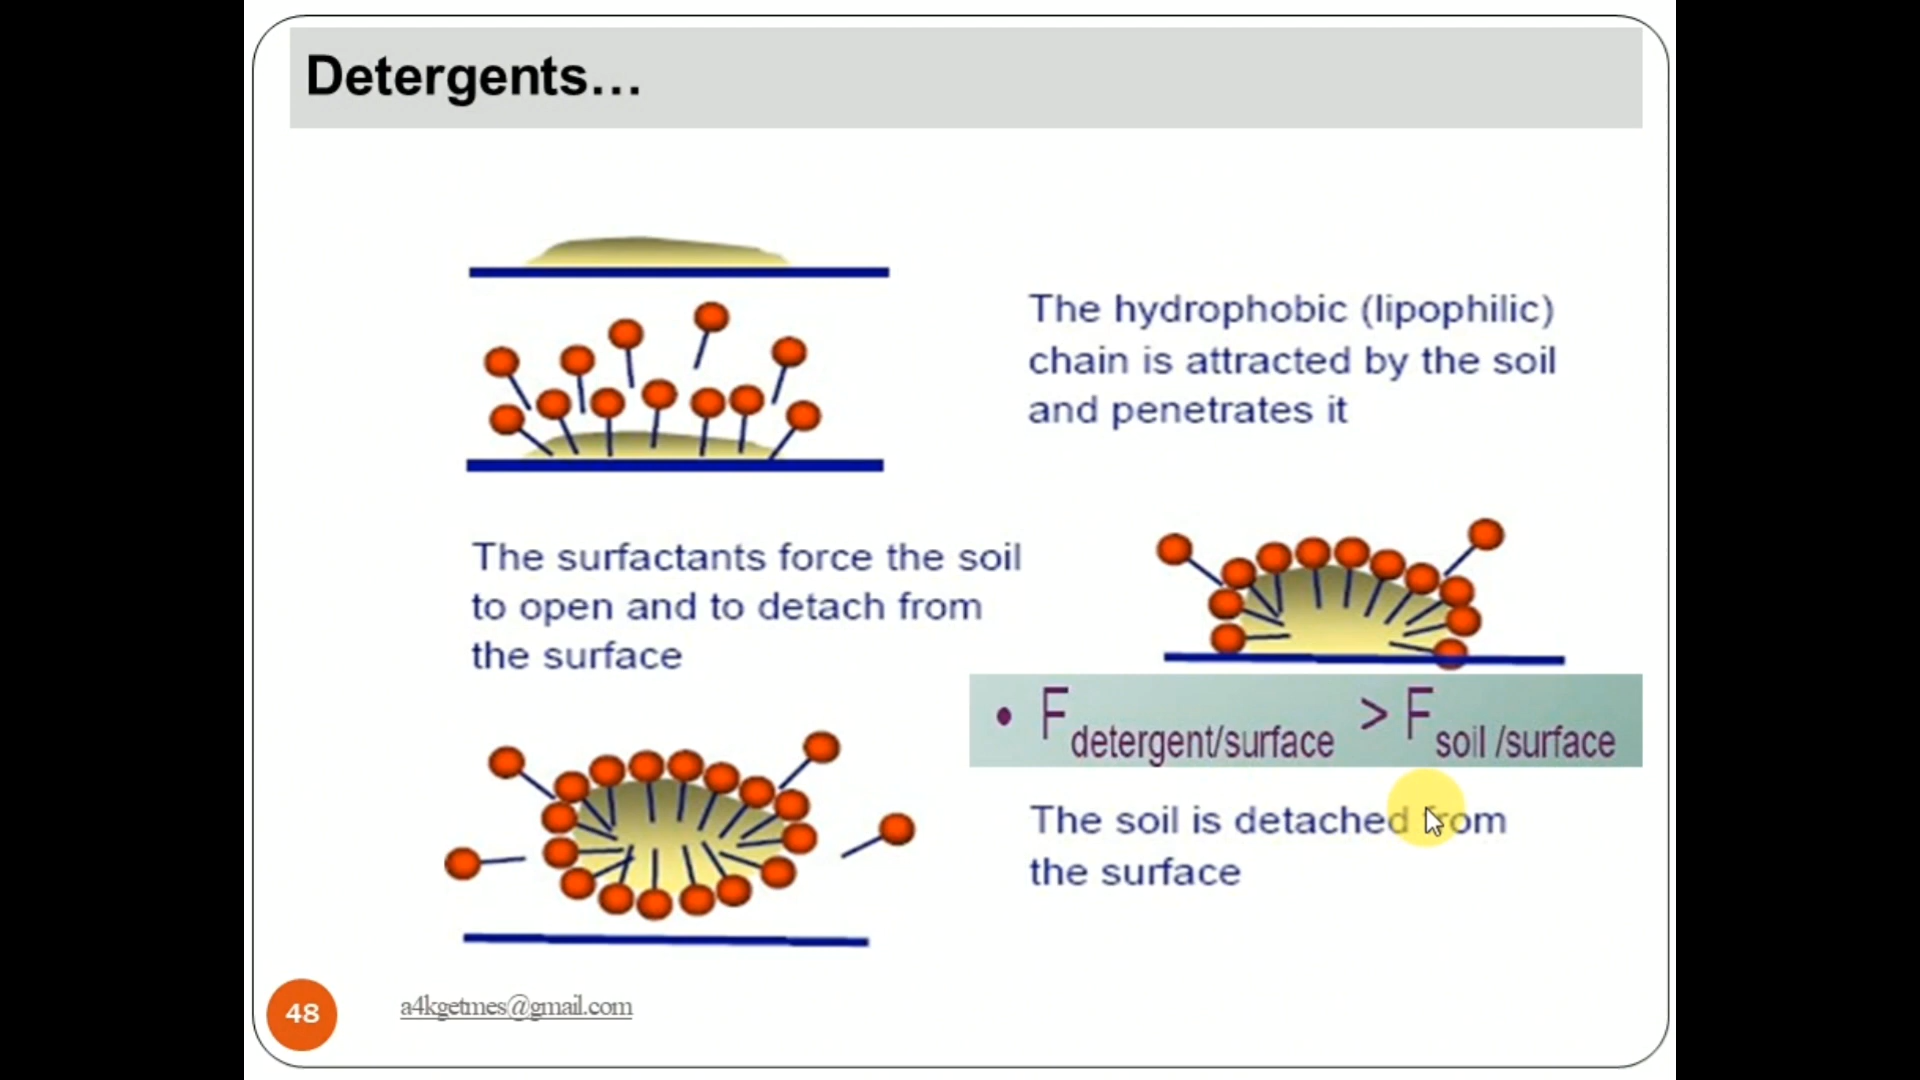 Detergents…
The hydrophobic (lipophilic)
chain is attracted by the soil
and penetrates it
The surfactants force the soil
to open and to detach from
the surface
• F detergent/surface > F soil /surface
The soil is detached from
the surface
48
a4kgetmes@gmail.com